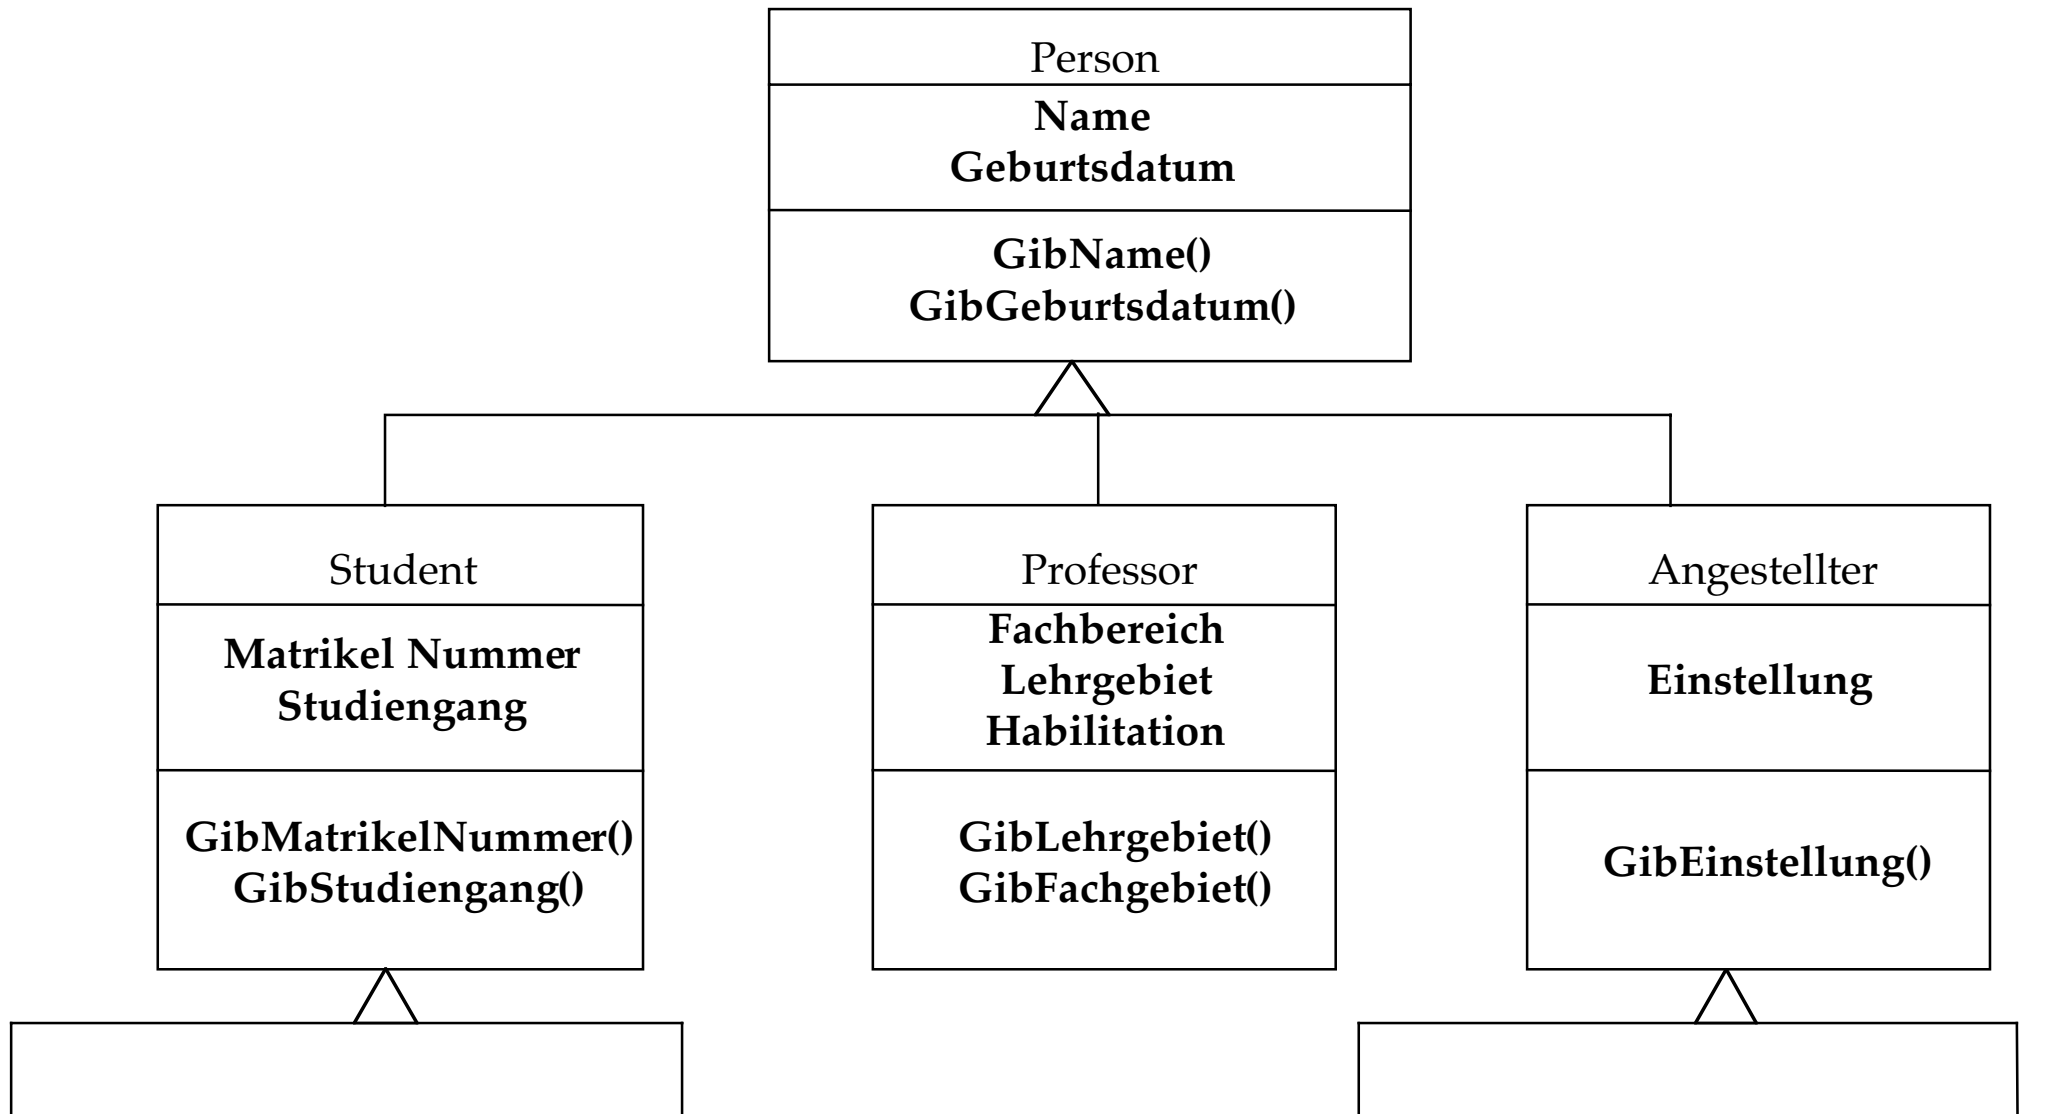 Person
Name
Geburtsdatum
GibName()
GibGeburtsdatum()
Student
Matrikel Nummer
Studiengang
GibMatrikelNummer()
GibStudiengang()
Professor
Fachbereich
Lehrgebiet
Habilitation
GibLehrgebiet()
GibFachgebiet()
Angestellter
Einstellung
GibEinstellung()